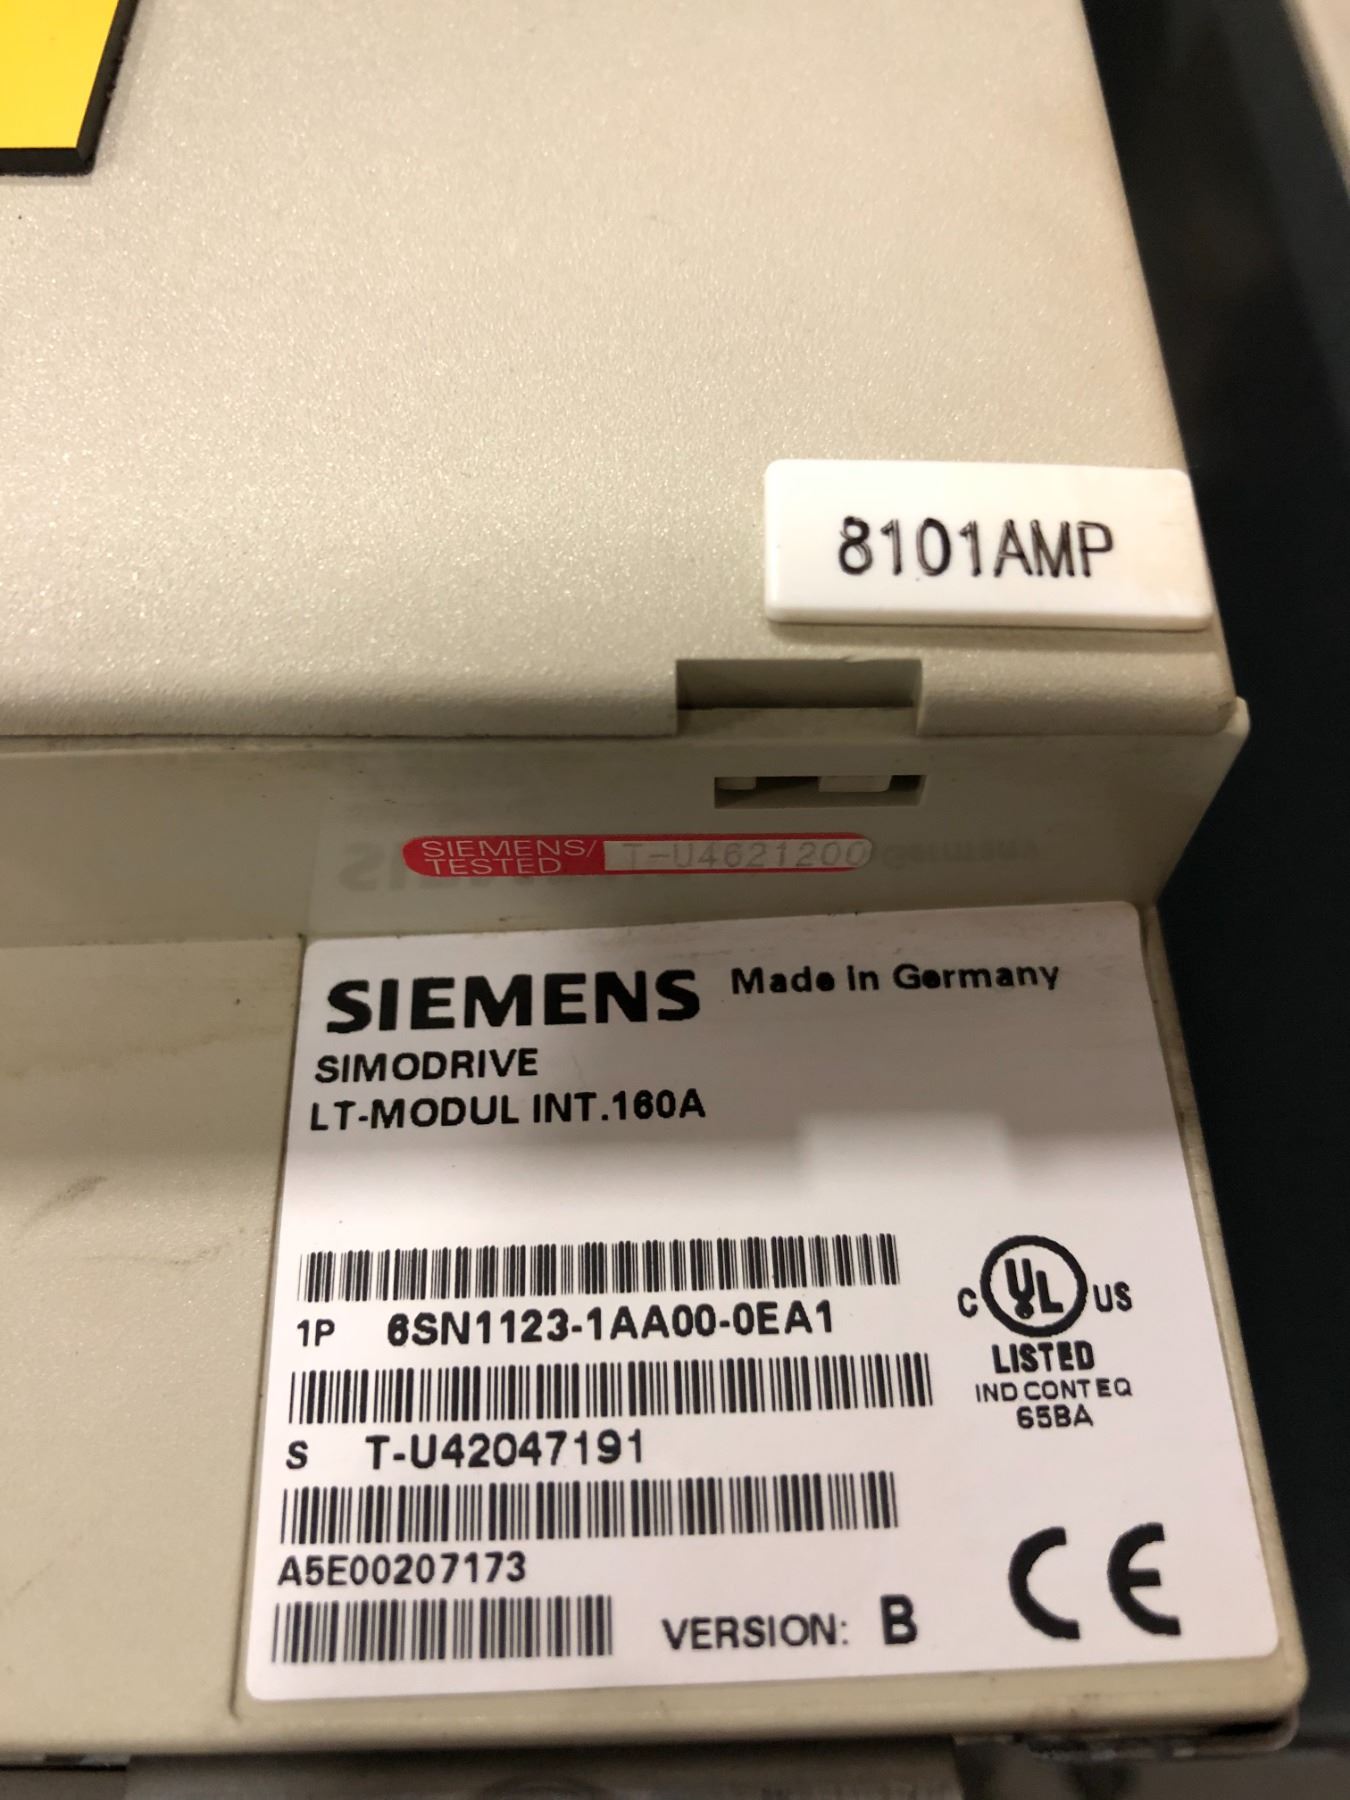 8101AMP
SIEMENS/
TESTED
T-U4621200
SIEMENS Made in Germany
SIMODRIVE
LT-MODUL INT.160A
1P 6SN1123-1AA00-0EA1
C UL US
LISTED
IND CONT EQ
65BA
S T-U42047191
A5E00207173
VERSION: B
CE